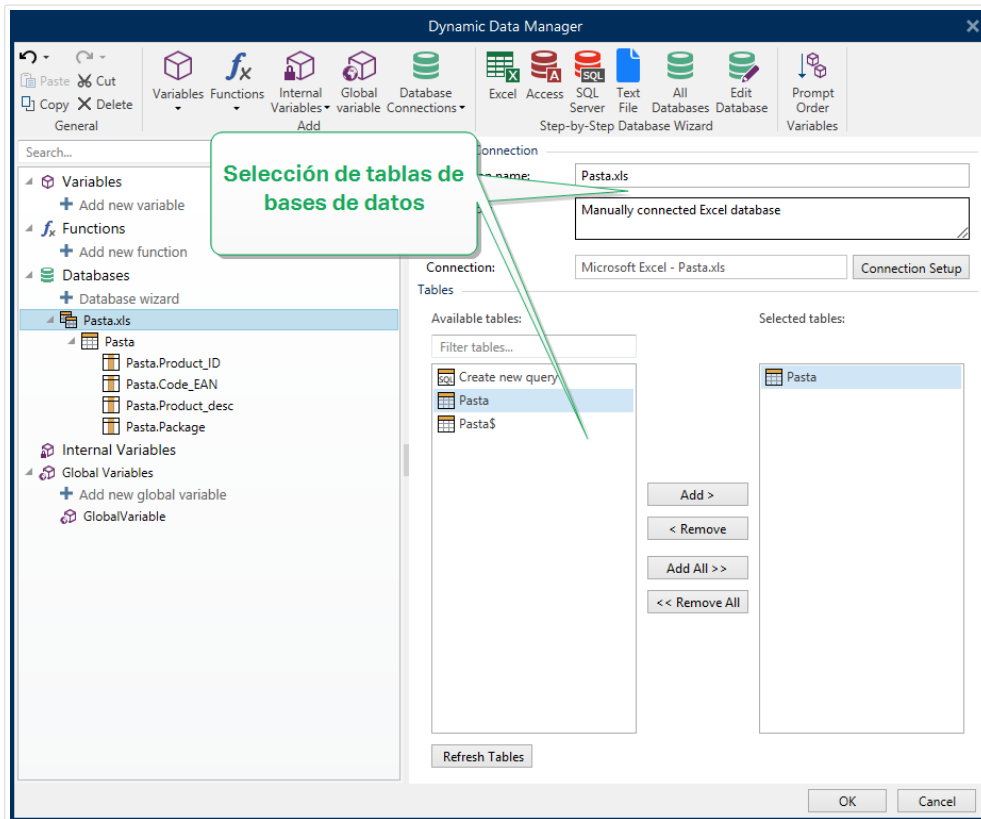 Dynamic Data Manager
Paste Cut
Copy Delete
General
Variables Functions Internal Variables Global variable Database Connections
Add
Excel Access SQL Server Text File All Databases Edit Database
Step-by-Step Database Wizard
Prompt Order
Variables
Search...
Variables
Add new variable
Functions
Add new function
Databases
Database wizard
Pasta.xls
Pasta
Pasta.Product_ID
Pasta.Code_EAN
Pasta.Product_desc
Pasta.Package
Internal Variables
Global Variables
Add new global variable
GlobalVariable
Selección de tablas de
bases de datos
Connection
name:
Pasta.xls
Manually connected Excel database
Connection:
Microsoft Excel - Pasta.xls
Connection Setup
Tables
Available tables:
Filter tables...
SQL Create new query
Pasta
Pasta$
Add >
< Remove
Add All >>
<< Remove All
Selected tables:
Pasta
Refresh Tables
OK
Cancel